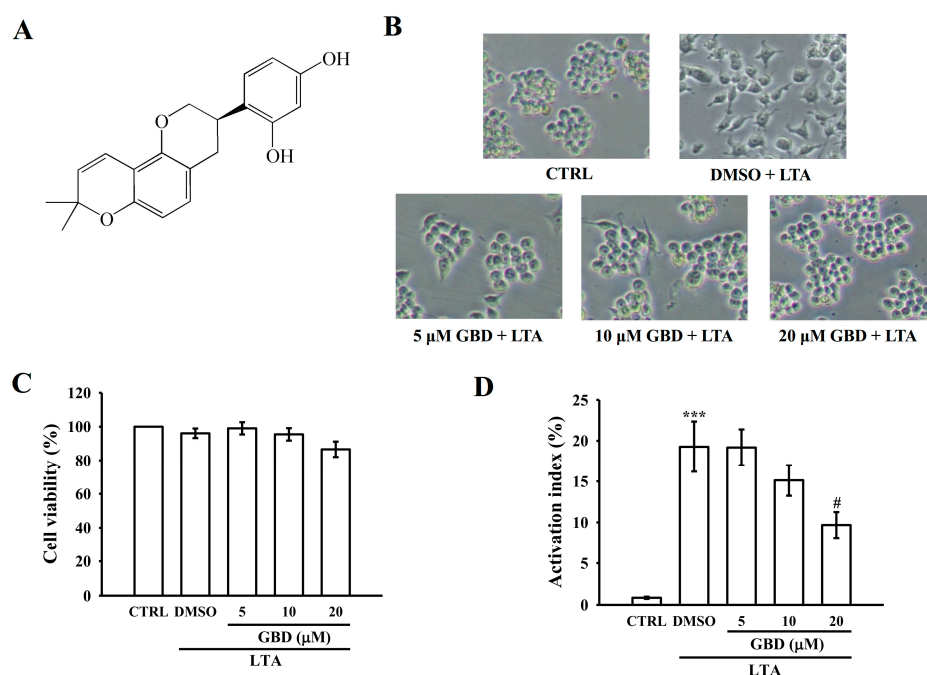 A
OH
O
OH
O
B
CTRL
DMSO + LTA
5 μM GBD + LTA
10 μM GBD + LTA
20 μM GBD + LTA
C
Cell viability (%)
120
100
80
60
40
20
0
CTRL DMSO 5 10 20
GBD (μM)
LTA
D
Activation index (%)
25
20
15
10
5
0
***
#
CTRL DMSO 5 10 20
GBD (μM)
LTA